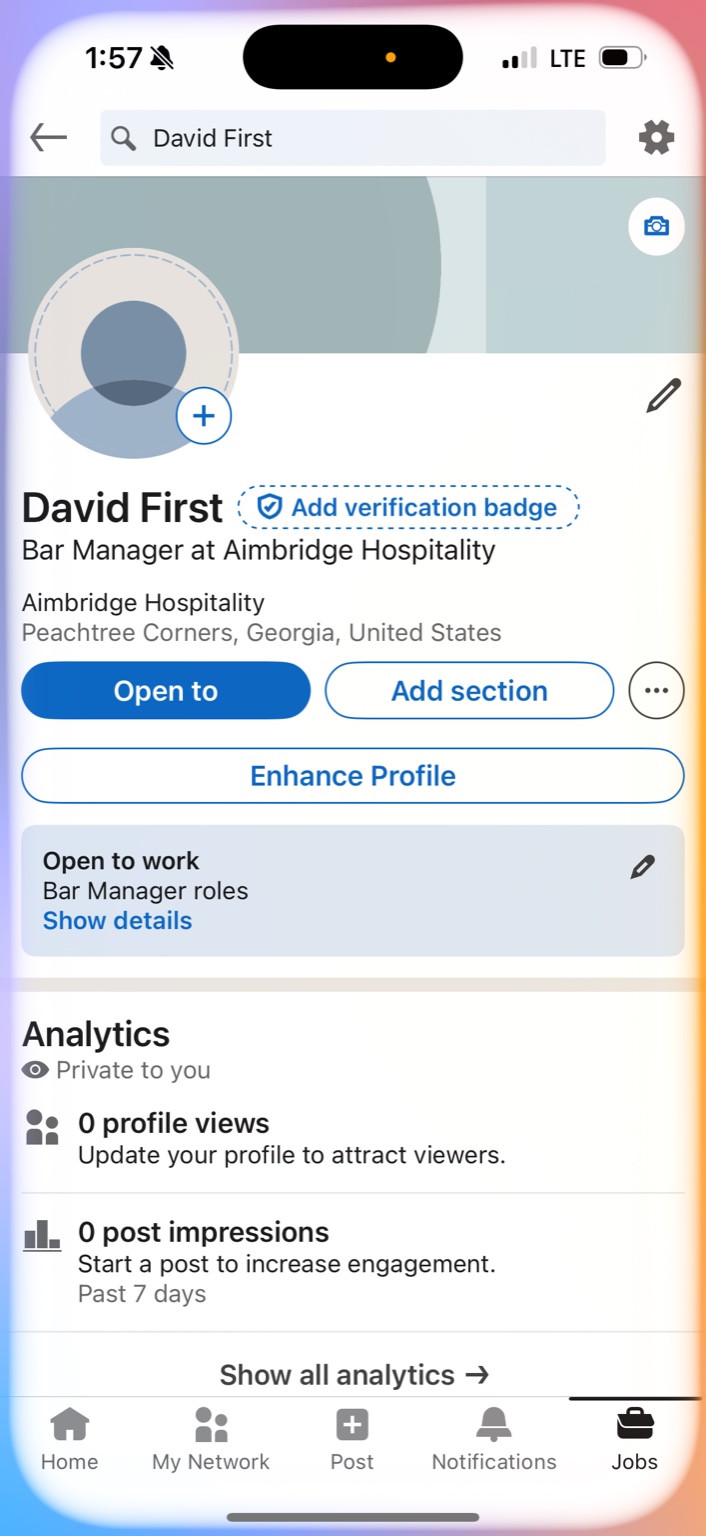 1:57
LTE
David First
David First
Add verification badge
Bar Manager at Aimbridge Hospitality
Aimbridge Hospitality
Peachtree Corners, Georgia, United States
Open to
Add section
Enhance Profile
Open to work
Bar Manager roles
Show details
Analytics
Private to you
0 profile views
Update your profile to attract viewers.
0 post impressions
Start a post to increase engagement.
Past 7 days
Show all analytics →
Home
My Network
Post
Notifications
Jobs